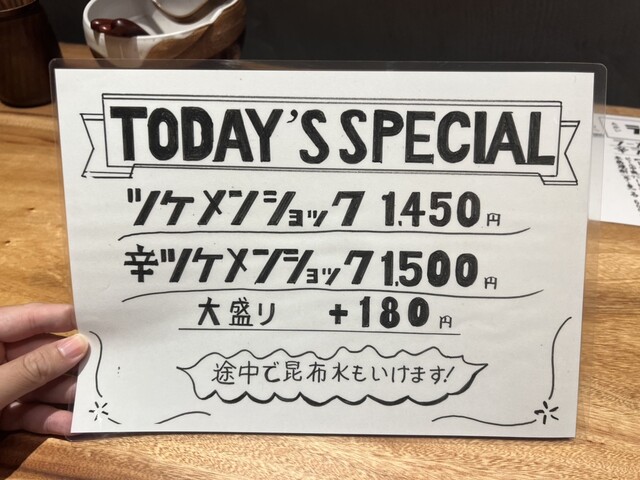 TODAY'S SPECIAL
ツケメンショック 1,450円
辛ツケメンショック 1,500円
大盛り +180円
途中で昆布水もいけます!